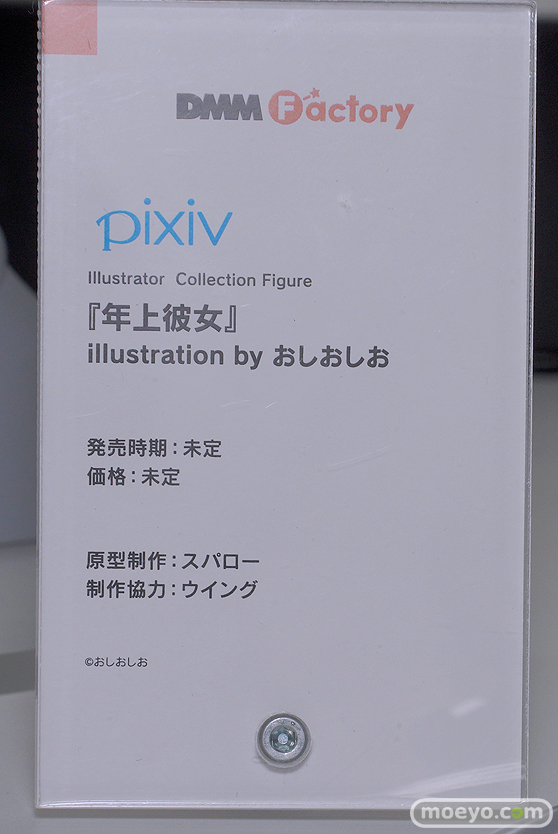 DMM Factory
pixiv
Illustrator Collection Figure
『年上彼女』
illustration by おしおしお
発売時期：未定
価格：未定
原型制作：スパロー
制作協力：ウイング
©おしおしお
moeyo.com